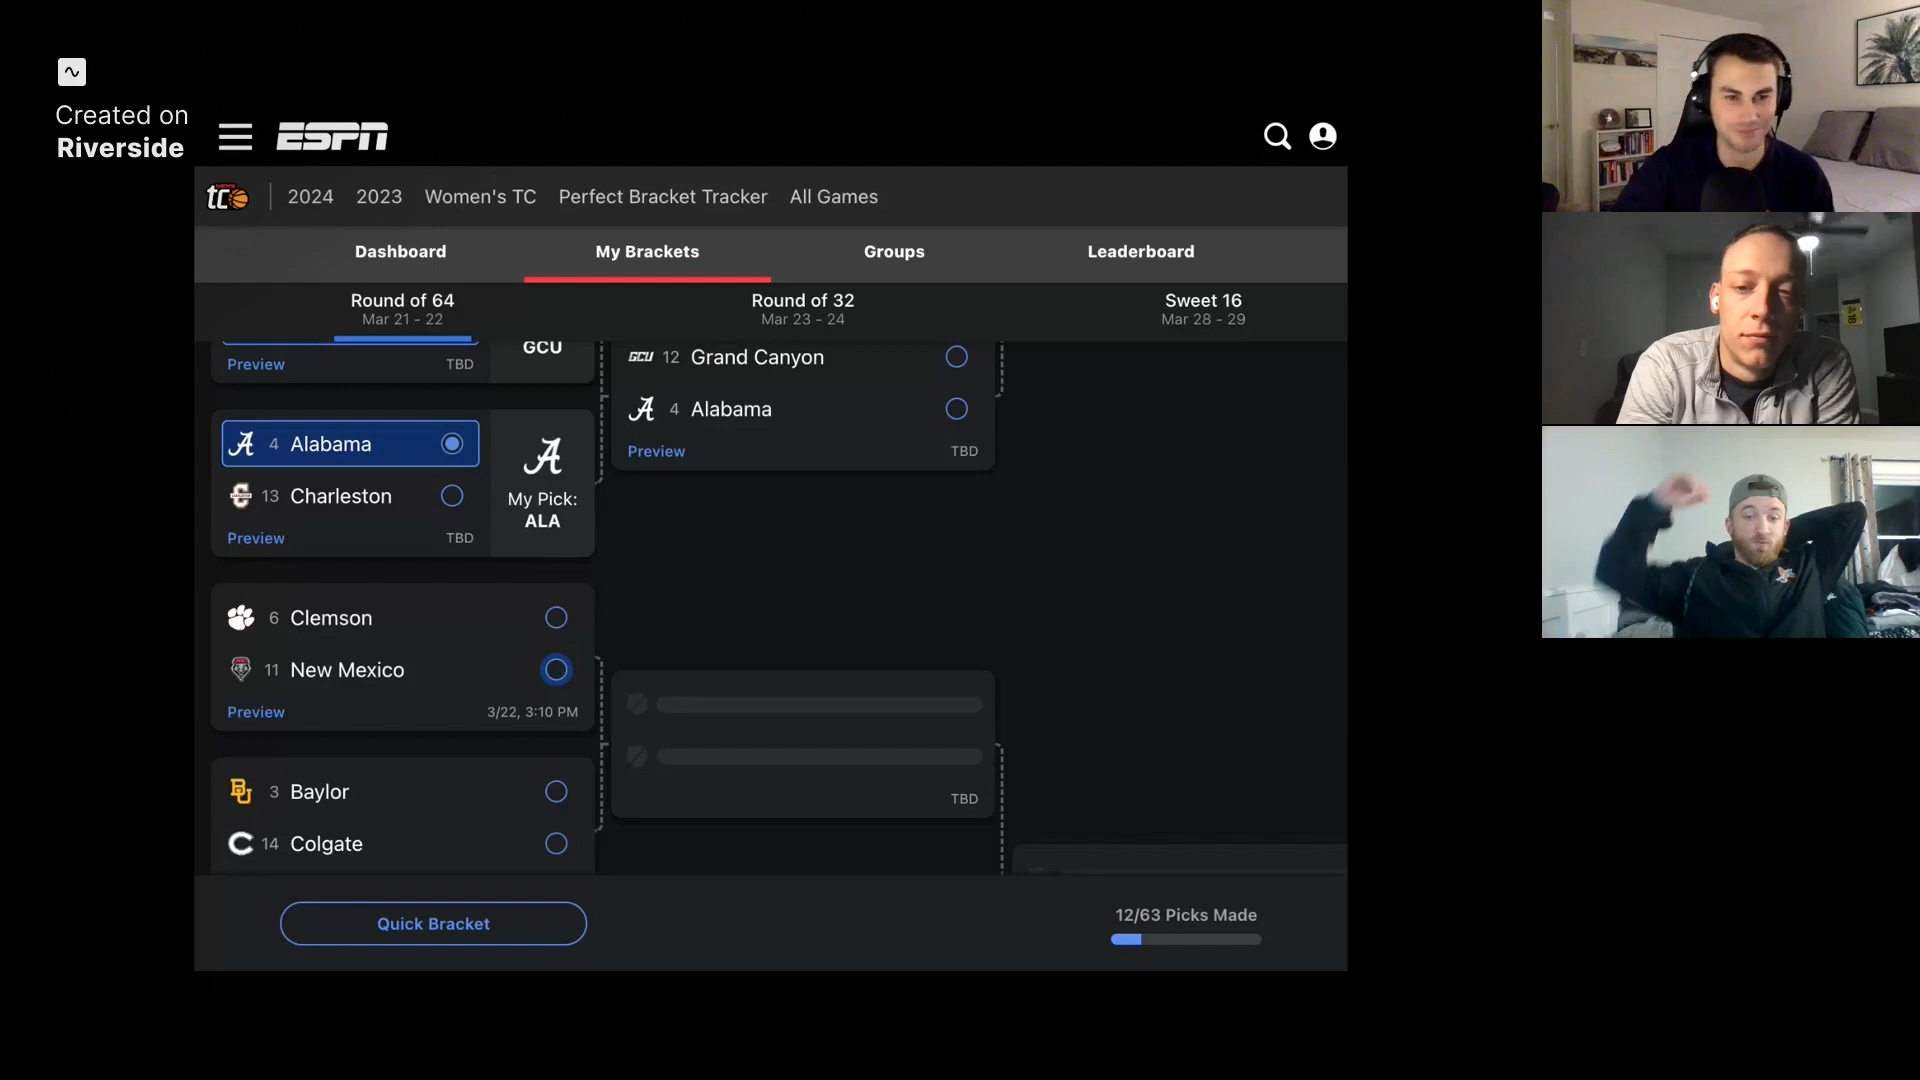 Created on
Riverside
ESPN
MEN'S
tc
2024 2023 Women's TC Perfect Bracket Tracker All Games
Dashboard My Brackets Groups Leaderboard
Round of 64 Round of 32 Sweet 16
Mar 21 - 22 Mar 23 - 24 Mar 28 - 29
GCU
Preview TBD
GCU 12 Grand Canyon
A 4 Alabama
Preview TBD
A 4 Alabama
13 Charleston
Preview TBD
A
My Pick:
ALA
6 Clemson
11 New Mexico
Preview 3/22, 3:10 PM
TBD
BU 3 Baylor
C 14 Colgate
Quick Bracket
12/63 Picks Made